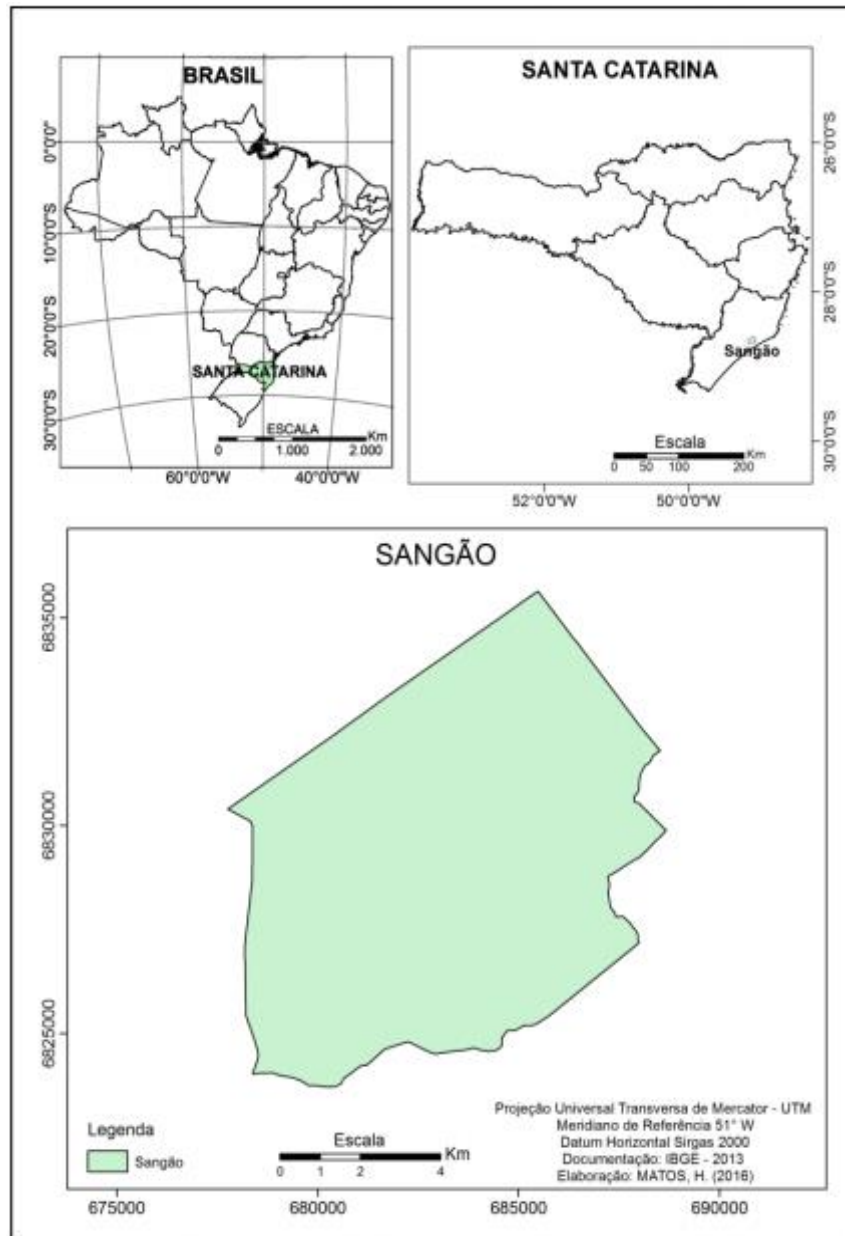 BRASIL
0°0'0"
10°0'0"S
20°0'0"S
30°0'0"S
SANTA CATARINA
ESCALA
Km
0 1.000 2.000
60°0'0"W 40°0'0"W
SANTA CATARINA
26°0'0"S
28°0'0"S
30°0'0"S
Sangão
Escala
Km
0 50 100 200
52°0'0"W 50°0'0"W
SANGÃO
6835000
6830000
6825000
Legenda
Sangão
Escala
Km
0 1 2 4
Projeção Universal Transversa de Mercator - UTM
Meridiano de Referência 51° W
Datum Horizontal Sirgas 2000
Documentação: IBGE - 2013
Elaboração: MATOS, H. (2016)
675000 680000 685000 690000